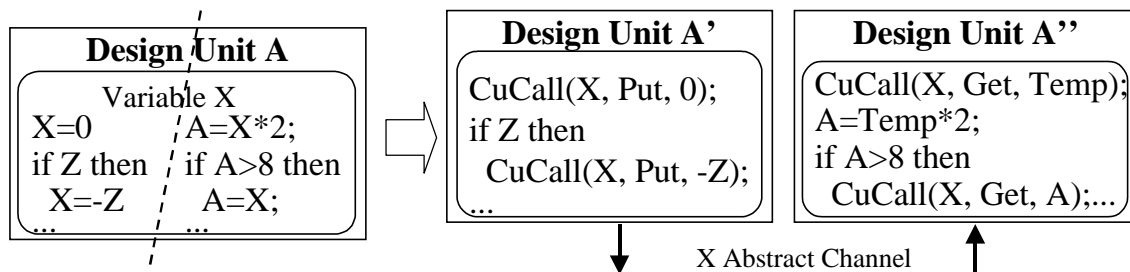 Design Unit A
Variable X
X=0
if Z then
X=-Z
...
A=X*2;
if A>8 then
A=X;
...
Design Unit A’
CuCall(X, Put, 0);
if Z then
CuCall(X, Put, -Z);
...
Design Unit A’’
CuCall(X, Get, Temp);
A=Temp*2;
if A>8 then
CuCall(X, Get, A);...
X Abstract Channel